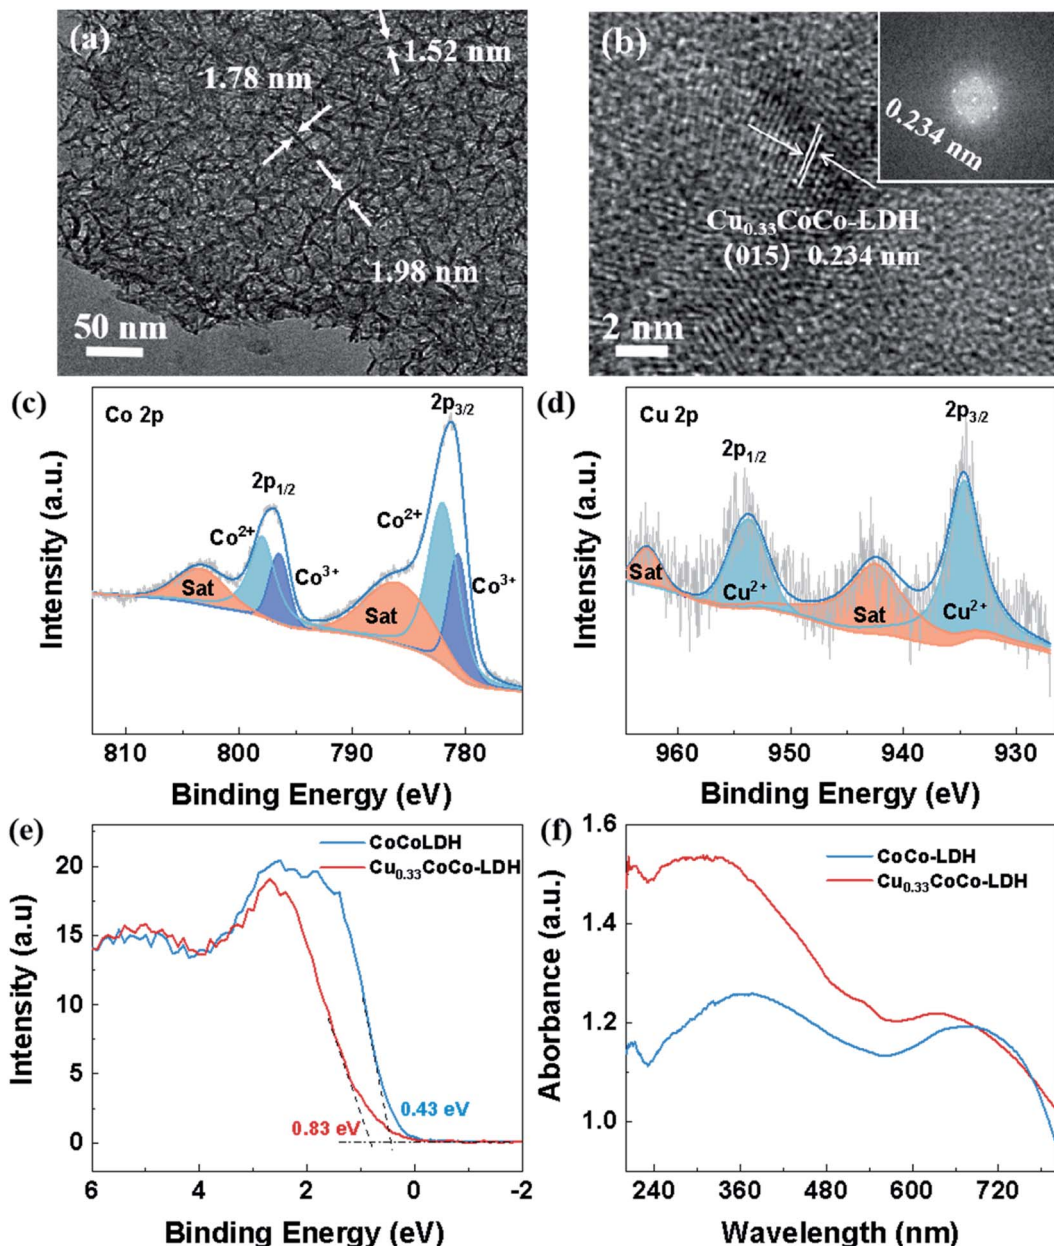 (a)
1.52 nm
1.78 nm
1.98 nm
50 nm
(b)
0.234 nm
Cu0.33CoCo-LDH
(015) 0.234 nm
2 nm
(c)
Co 2p
2p3/2
2p1/2
Co2+
Co2+
Co3+
Co3+
Sat
Sat
Intensity (a.u.)
810 800 790 780
Binding Energy (eV)
(d)
Cu 2p
2p3/2
2p1/2
Sat
Cu2+
Sat
Cu2+
Intensity (a.u.)
960 950 940 930
Binding Energy (eV)
(e)
CoCoLDH
Cu0.33CoCo-LDH
20
15
10
5
0
Intensity (a.u)
0.43 eV
0.83 eV
6 4 2 0 -2
Binding Energy (eV)
(f)
CoCo-LDH
Cu0.33CoCo-LDH
1.6
1.4
1.2
1.0
Aborbance (a.u.)
240 360 480 600 720
Wavelength (nm)